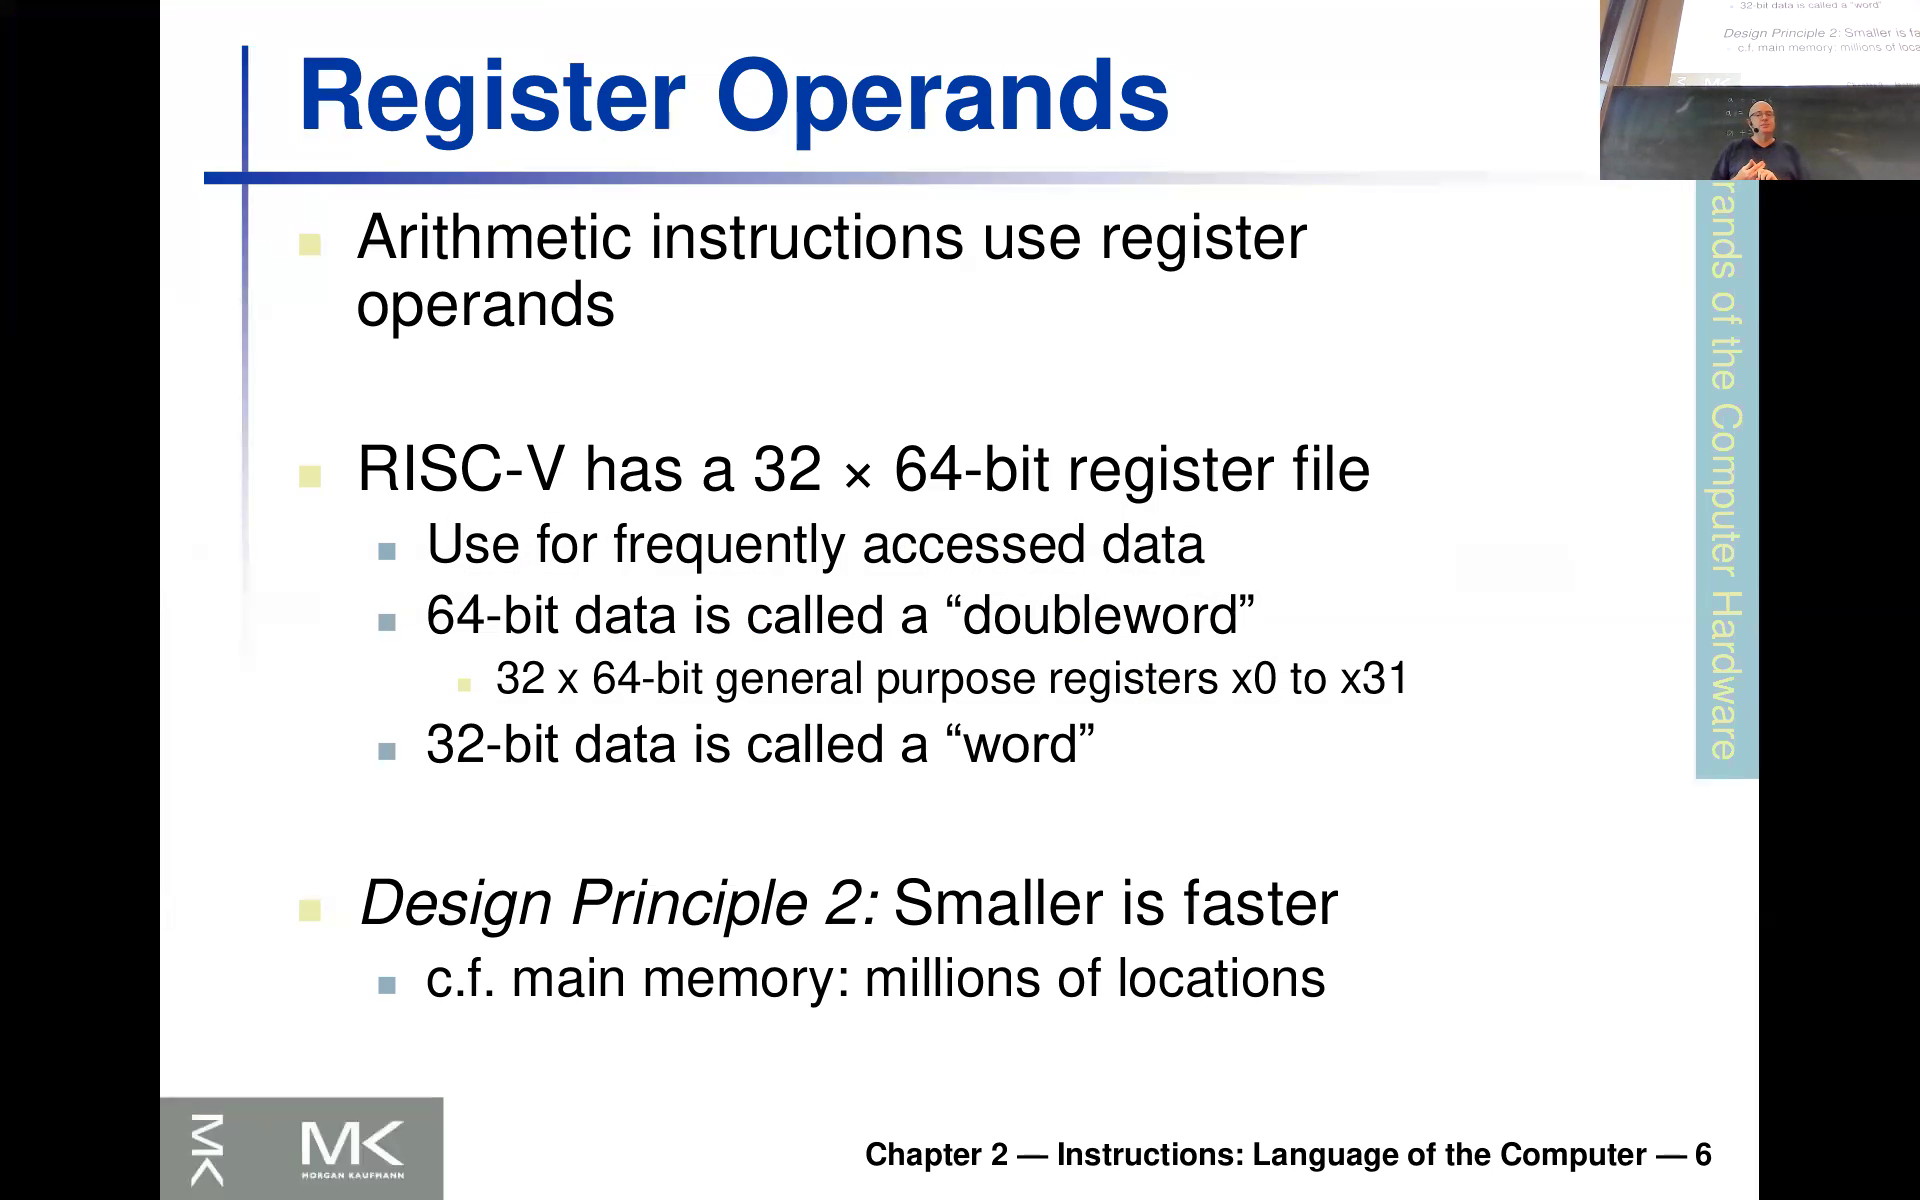 Register Operands
Arithmetic instructions use register
operands
RISC-V has a 32 × 64-bit register file
Use for frequently accessed data
64-bit data is called a “doubleword”
32 x 64-bit general purpose registers x0 to x31
32-bit data is called a “word”
Design Principle 2: Smaller is faster
c.f. main memory: millions of locations
MK
MK
MORGAN KAUFMANN
Chapter 2 — Instructions: Language of the Computer — 6
of the Computer Hardware
32-bit data is called a “word”
Design Principle 2: Smaller is
c.f. main memory: millions of
MK